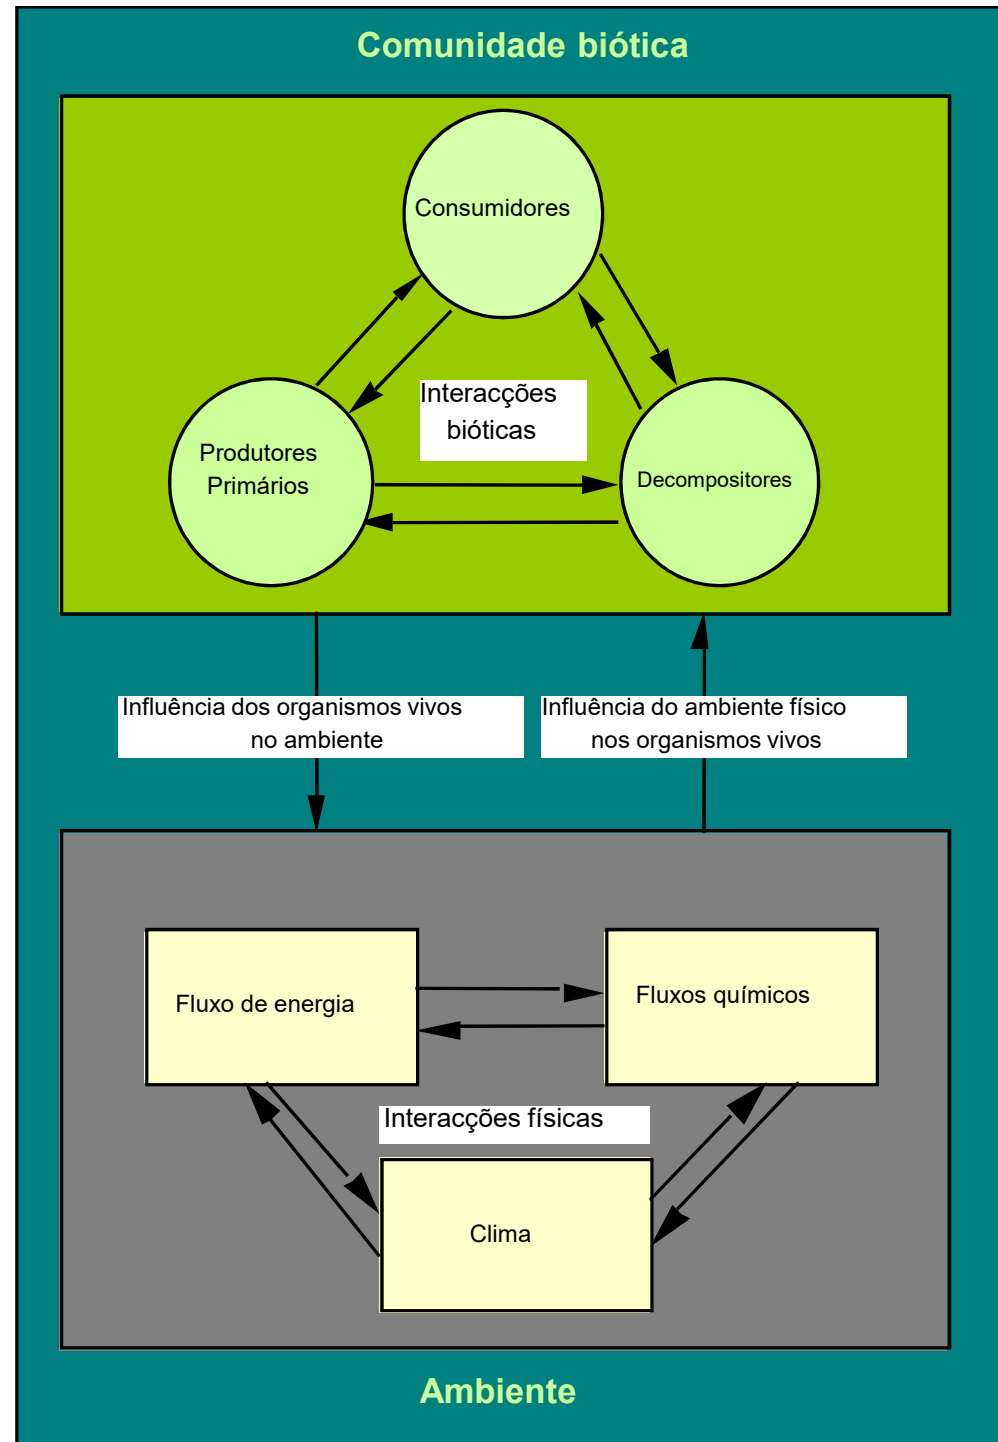 Comunidade biótica
Consumidores
Interacções
bióticas
Produtores
Primários
Decompositores
Influência dos organismos vivos
no ambiente
Influência do ambiente físico
nos organismos vivos
Fluxo de energia
Fluxos químicos
Interacções físicas
Clima
Ambiente